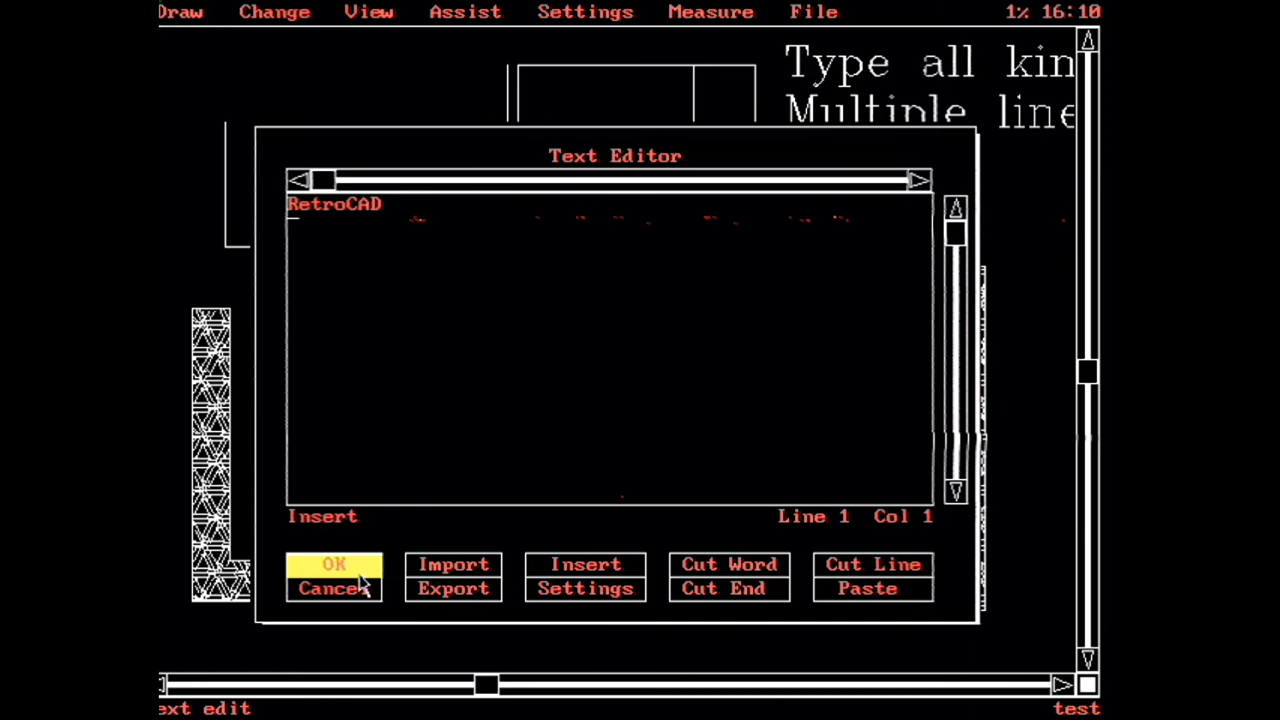 Draw Change View Assist Settings Measure File 1% 16:10
Type all kin
Multiple line
Text Editor
RetroCAD
Insert Line 1 Col 1
OK Import Insert Cut Word Cut Line
Cancel Export Settings Cut End Paste
ext edit test